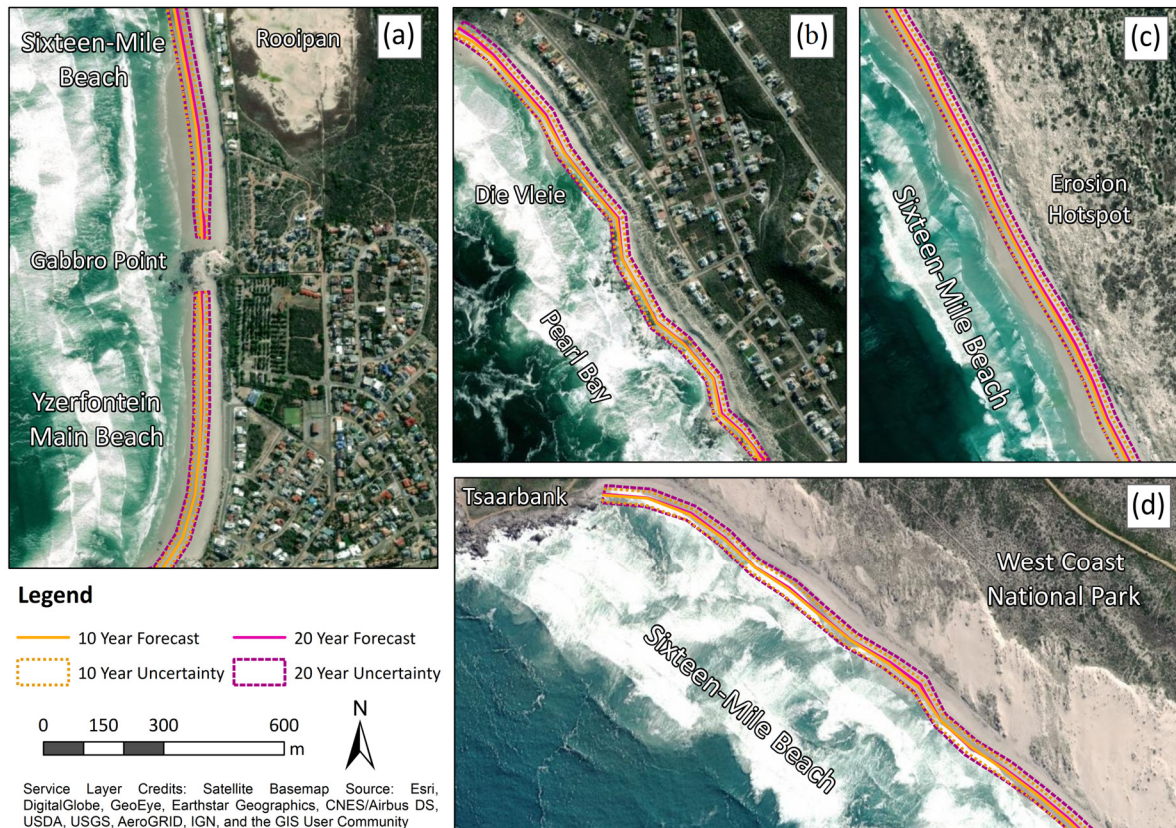 Sixteen-Mile
Beach
Rooipan
(a)
Gabbro Point
Yzerfontein
Main Beach
(b)
Die Vleie
Pearl Bay
(c)
Erosion
Hotspot
Sixteen-Mile Beach
(d)
Tsaarbank
West Coast
National Park
Sixteen-Mile Beach
Legend
10 Year Forecast
20 Year Forecast
10 Year Uncertainty
20 Year Uncertainty
0 150 300 600
m
N
Service Layer Credits: Satellite Basemap Source: Esri,
DigitalGlobe, GeoEye, Earthstar Geographics, CNES/Airbus DS,
USDA, USGS, AeroGRID, IGN, and the GIS User Community